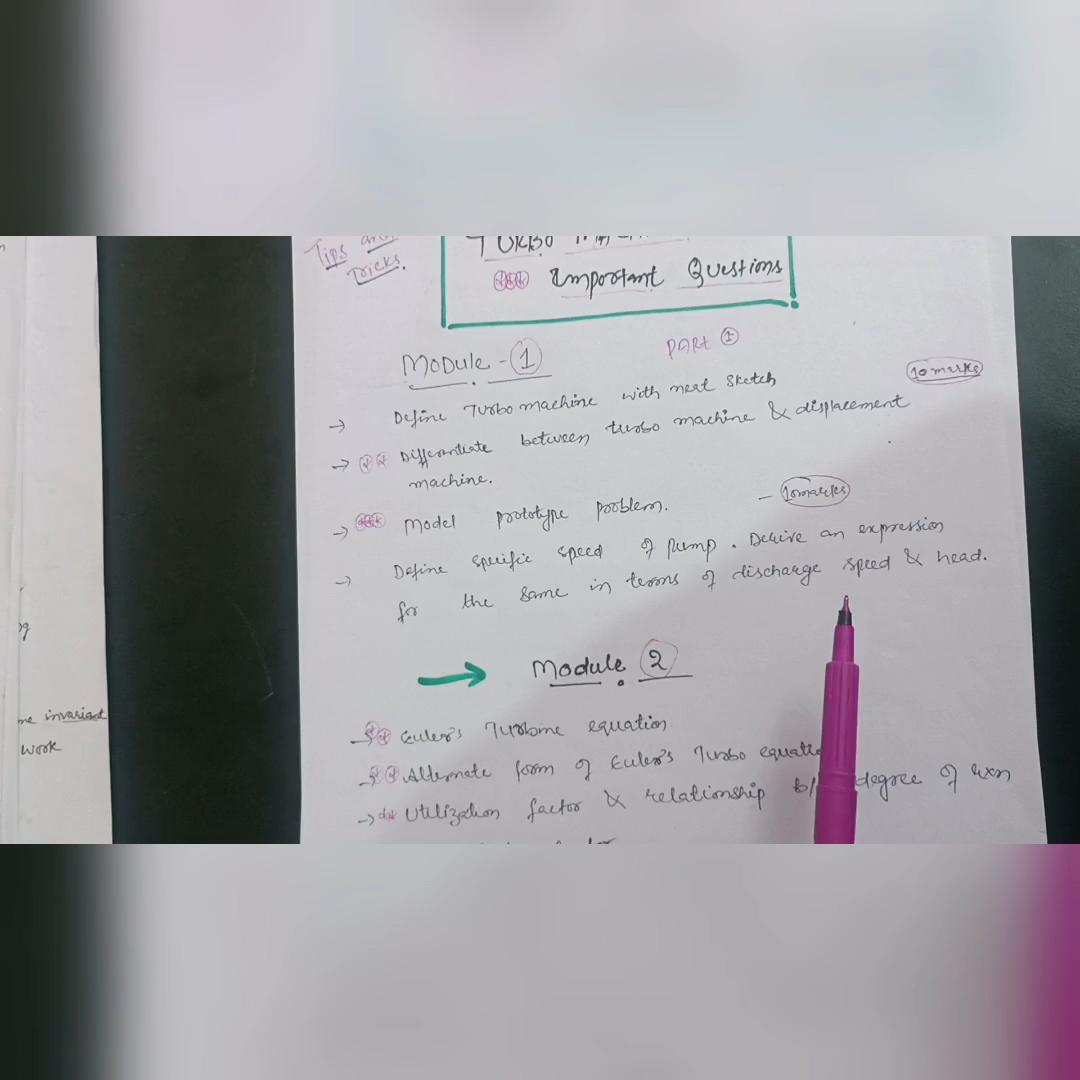 Tips and
Tricks.
TURBO
Important Questions
Module - 1
PART 1
→ Define Turbo machine with neat sketch
10 marks
→ Differentiate between turbo machine & displacement
machine.
→ Model prototype problem. - 10 marks
→ Define specific speed of pump. Derive an expression
for the same in terms of discharge speed & head.
→ Module 2
→ Euler's Turbine equation
→ Alternate form of Euler's Turbo
→ Utilization factor & relationship b/ degree of rxn
me invariant
work